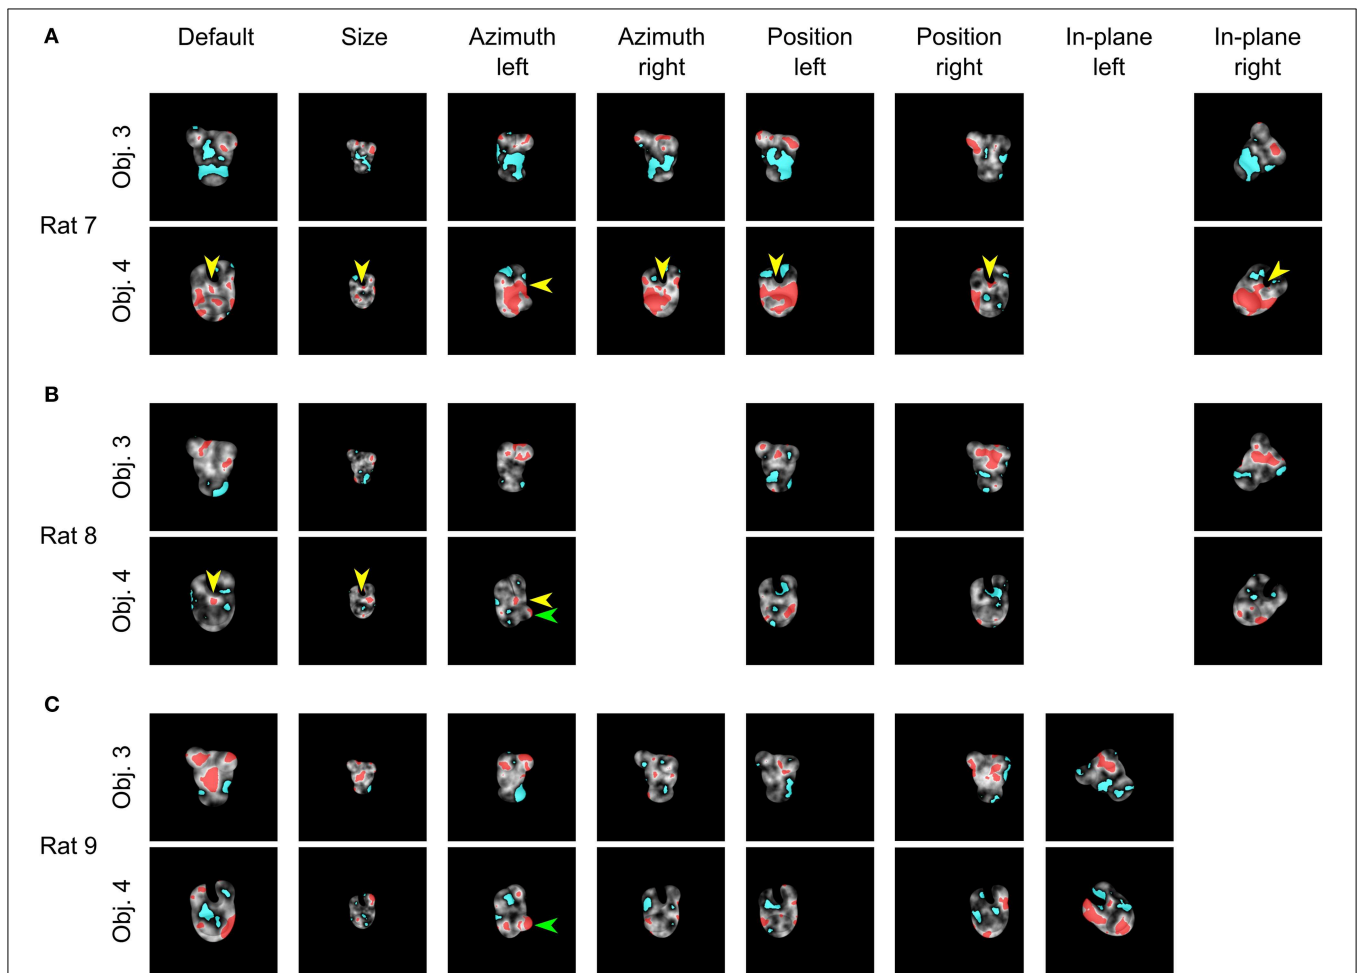 A
Default Size Azimuth left Azimuth right Position left Position right In-plane left In-plane right
Obj. 3
Rat 7
Obj. 4
B
Obj. 3
Rat 8
Obj. 4
C
Obj. 3
Rat 9
Obj. 4